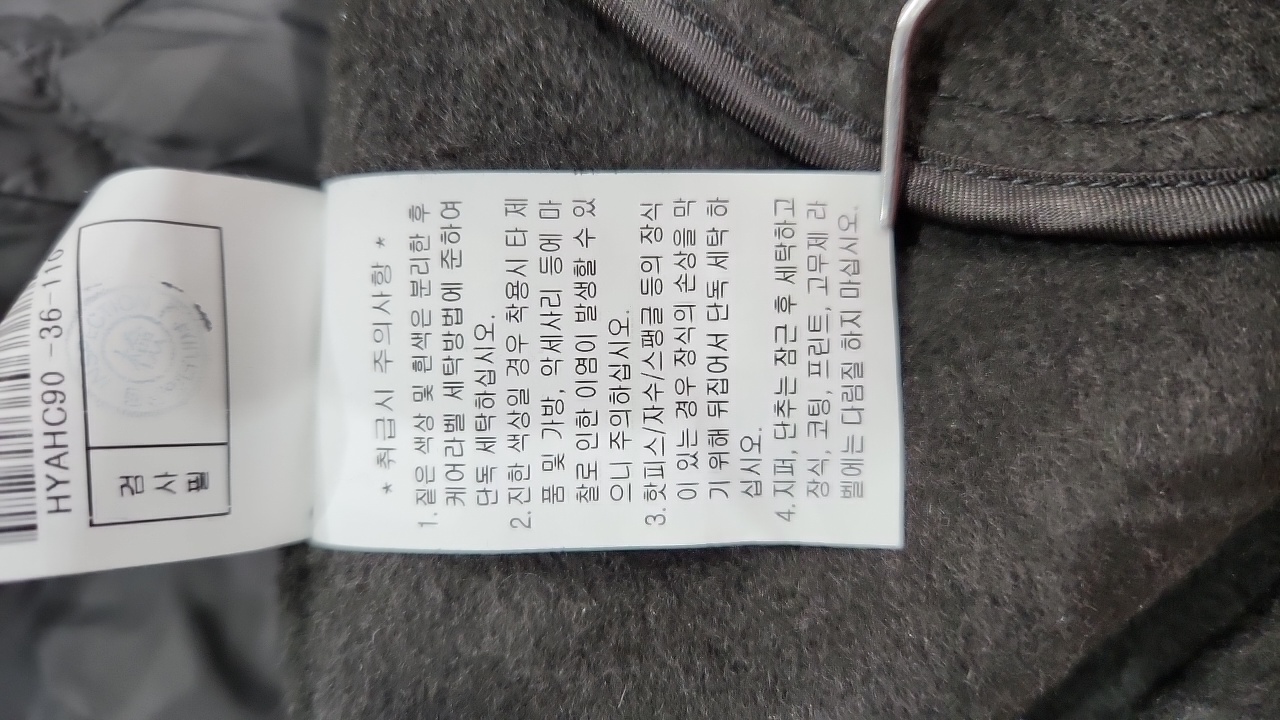 HYAHC90 -36-110
검사필
* 취급시 주의사항 *
1. 짙은 색상 및 흰색은 분리한 후
케어라벨 세탁방법에 준하여
단독 세탁하십시오.
2. 진한 색상일 경우 착용시 타 제
품 및 가방, 악세사리 등에 마
찰로 인한 이염이 발생할 수 있
으니 주의하십시오.
3. 핫피스/자수/스팽글 등의 장식
이 있는 경우 장식의 손상을 막
기 위해 뒤집어서 단독 세탁 하
십시오.
4. 지퍼, 단추는 잠근 후 세탁하고
장식, 코팅, 프린트, 고무제 라
벨에는 다림질 하지 마십시오.